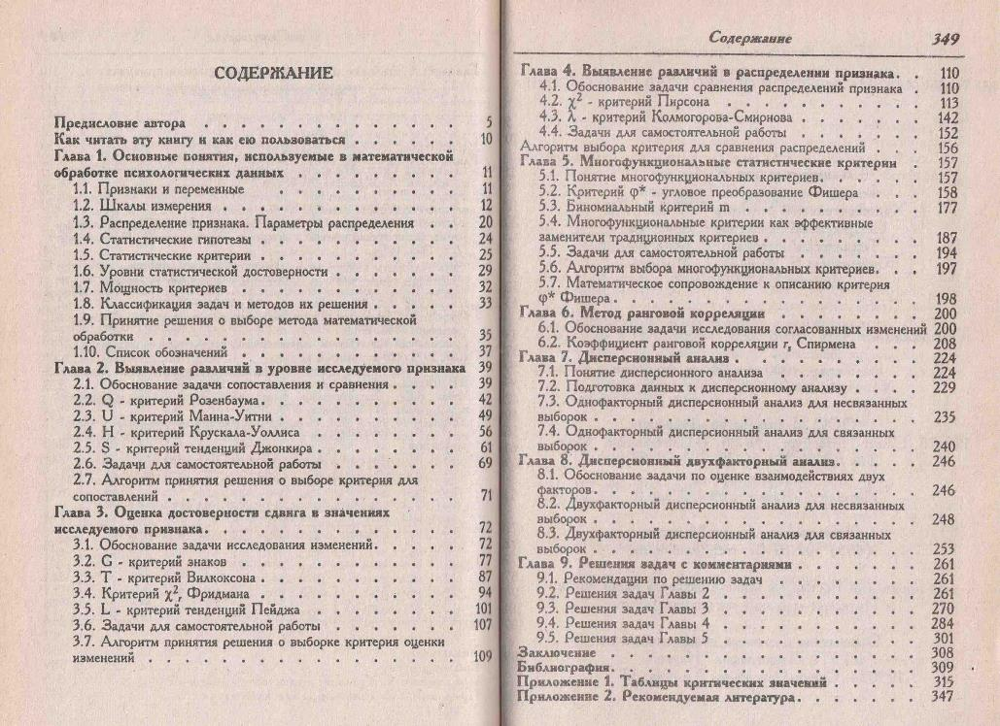 СОДЕРЖАНИЕ
Предисловие автора . . . . . . . . . . . . . . . 5
Как читать эту книгу и как ею пользоваться . . . . . . . 10
Глава 1. Основные понятия, используемые в математической
обработке психологических данных . . . . . . . . . 11
1.1. Признаки и переменные . . . . . . . . . . 11
1.2. Шкалы измерения . . . . . . . . . . . . . 12
1.3. Распределение признака. Параметры распределения . . 20
1.4. Статистические гипотезы . . . . . . . . . . . 24
1.5. Статистические критерии . . . . . . . . . . . 25
1.6. Уровни статистической достоверности . . . . . . . 29
1.7. Мощность критериев . . . . . . . . . . . . 32
1.8. Классификация задач и методов их решения . . . . . 33
1.9. Принятие решения о выборе метода математической
обработки . . . . . . . . . . . . . . . . 35
1.10. Список обозначений . . . . . . . . . . . . 37
Глава 2. Выявление различий в уровне исследуемого признака 39
2.1. Обоснование задачи сопоставления и сравнения . . . . 39
2.2. Q - критерий Розенбаума . . . . . . . . . . . 42
2.3. U - критерий Манна-Уитни . . . . . . . . . . 49
2.4. H - критерий Крускала-Уоллиса . . . . . . . . 56
2.5. S - критерий тенденций Джонкира . . . . . . . . 61
2.6. Задачи для самостоятельной работы . . . . . . . 69
2.7. Алгоритм принятия решения о выборе критерия для
сопоставлений . . . . . . . . . . . . . . . 71
Глава 3. Оценка достоверности сдвига в значениях
исследуемого признака. . . . . . . . . . . . . . 72
3.1. Обоснование задачи исследования изменений. . . . . 72
3.2. G - критерий знаков . . . . . . . . . . . . 77
3.3. T - критерий Вилкоксона . . . . . . . . . . . 87
3.4. Критерий χ²ᵣ Фридмана . . . . . . . . . . . 94
3.5. L - критерий тенденций Пейджа . . . . . . . . 101
3.6. Задачи для самостоятельной работы . . . . . . . 107
3.7. Алгоритм принятия решения о выборке критерия оценки
изменений . . . . . . . . . . . . . . . . 109
Содержание 349
Глава 4. Выявление различий в распределении признака. . 110
4.1. Обоснование задачи сравнения распределений признака . 110
4.2. χ² - критерий Пирсона . . . . . . . . . . . 113
4.3. λ - критерий Колмогорова-Смирнова . . . . . . . 142
4.4. Задачи для самостоятельной работы . . . . . . . 152
Алгоритм выбора критерия для сравнения распределений . . . 156
Глава 5. Многофункциональные статистические критерии . 157
5.1. Понятие многофункциональных критериев. . . . . . 157
5.2. Критерий φ* - угловое преобразование Фишера . . . 158
5.3. Биномиальный критерий m . . . . . . . . . . 177
5.4. Многофункциональные критерии как эффективные
заменители традиционных критериев . . . . . . . . 187
5.5. Задачи для самостоятельной работы . . . . . . . 194
5.6. Алгоритм выбора многофункциональных критериев. . . 197
5.7. Математическое сопровождение к описанию критерия
φ* Фишера . . . . . . . . . . . . . . . . 198
Глава 6. Метод ранговой корреляции . . . . . . . . 200
6.1. Обоснование задачи исследования согласованных изменений 200
6.2. Коэффициент ранговой корреляции rₛ Спирмена . . . 208
Глава 7. Дисперсионный анализ . . . . . . . . . . 224
7.1. Понятие дисперсионного анализа . . . . . . . . 224
7.2. Подготовка данных к дисперсионному анализу . . . . 229
7.3. Однофакторный дисперсионный анализ для несвязанных
выборок . . . . . . . . . . . . . . . . . 235
7.4. Однофакторный дисперсионный анализ для связанных
выборок . . . . . . . . . . . . . . . . . 240
Глава 8. Дисперсионный двухфакторный анализ. . . . . 246
8.1. Обоснование задачи по оценке взаимодействиях двух
факторов. . . . . . . . . . . . . . . . . 246
8.2. Двухфакторный дисперсионный анализ для несвязанных
выборок . . . . . . . . . . . . . . . . . 248
8.3. Двухфакторный дисперсионный анализ для связанных
выборок . . . . . . . . . . . . . . . . . 253
Глава 9. Решения задач с комментариями . . . . . . . 261
9.1. Рекомендации по решению задач . . . . . . . . 261
9.2. Решения задач Главы 2 . . . . . . . . . . . 261
9.3. Решения задач Главы 3 . . . . . . . . . . . 270
9.4. Решения задач Главы 4 . . . . . . . . . . . 284
9.5. Решения задач Главы 5 . . . . . . . . . . . 301
Заключение . . . . . . . . . . . . . . . . . 308
Библиография. . . . . . . . . . . . . . . . . 309
Приложение 1. Таблицы критических значений . . . . . 315
Приложение 2. Рекомендуемая литература. . . . . . . 347